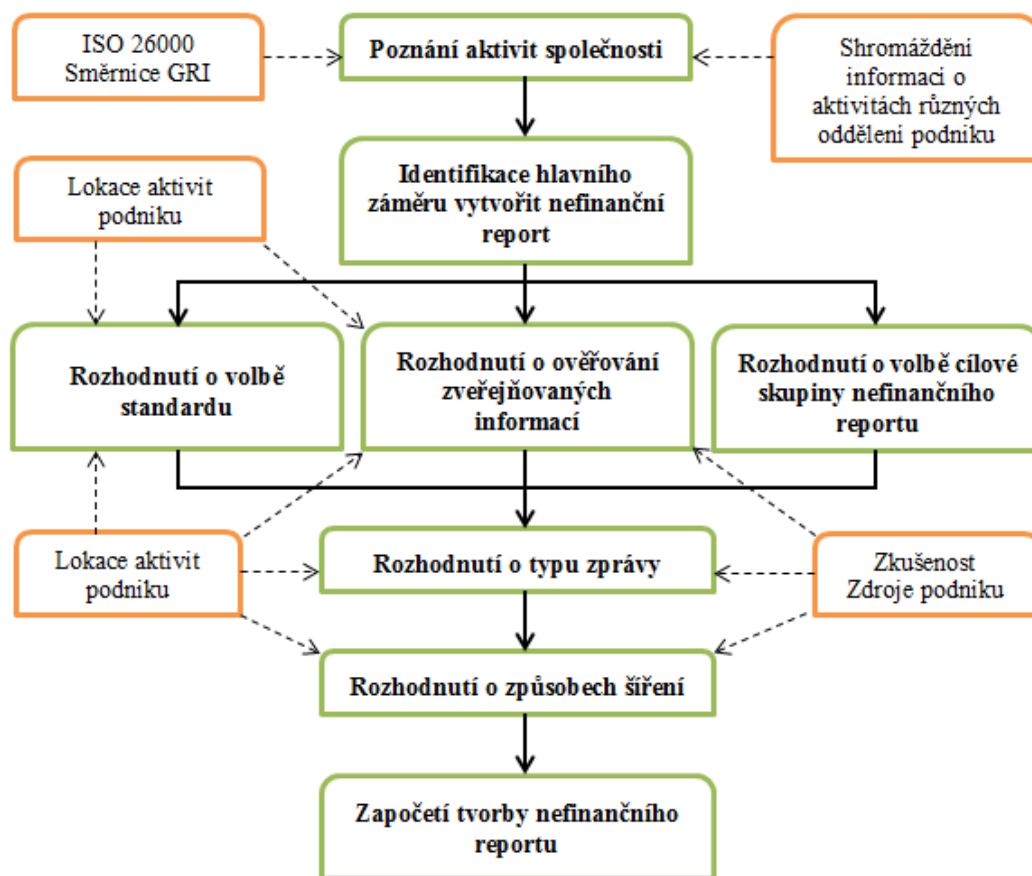 ISO 26000
Směrnice GRI
Poznání aktivit společnosti
Shromáždění
informací o
aktivitách různých
oddělení podniku
Lokace aktivit
podniku
Identifikace hlavního
záměru vytvořit nefinanční
report
Rozhodnutí o volbě
standardu
Rozhodnutí o ověřování
zveřejňovaných
informací
Rozhodnutí o volbě cílové
skupiny nefinančního
reportu
Lokace aktivit
podniku
Rozhodnutí o typu zprávy
Zkušenost
Zdroje podniku
Rozhodnutí o způsobech šíření
Započetí tvorby nefinančního
reportu